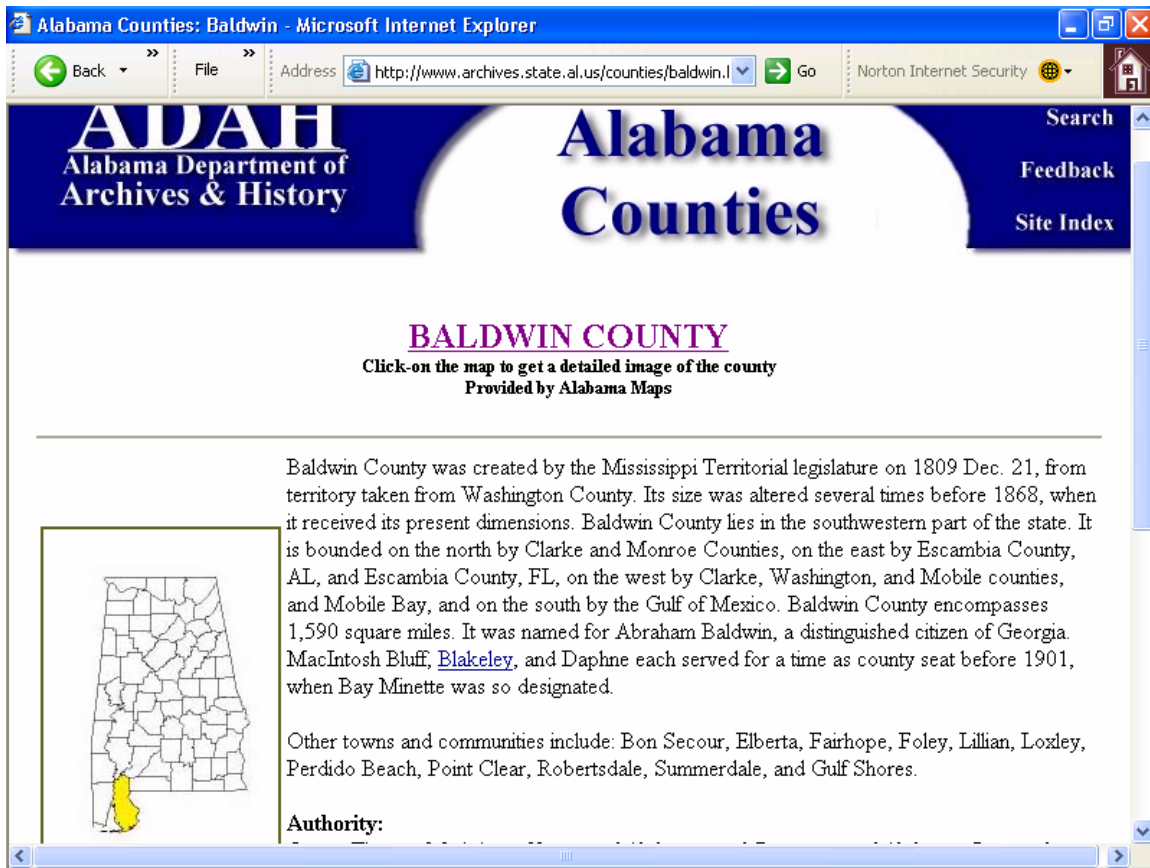 Alabama Counties: Baldwin - Microsoft Internet Explorer
Back » File » Address http://www.archives.state.al.us/counties/baldwin.l Go Norton Internet Security
ADAH
Alabama Department of
Archives & History
Alabama
Counties
Search
Feedback
Site Index
BALDWIN COUNTY
Click-on the map to get a detailed image of the county
Provided by Alabama Maps
Baldwin County was created by the Mississippi Territorial legislature on 1809 Dec. 21, from
territory taken from Washington County. Its size was altered several times before 1868, when
it received its present dimensions. Baldwin County lies in the southwestern part of the state. It
is bounded on the north by Clarke and Monroe Counties, on the east by Escambia County,
AL, and Escambia County, FL, on the west by Clarke, Washington, and Mobile counties,
and Mobile Bay, and on the south by the Gulf of Mexico. Baldwin County encompasses
1,590 square miles. It was named for Abraham Baldwin, a distinguished citizen of Georgia.
MacIntosh Bluff, Blakeley, and Daphne each served for a time as county seat before 1901,
when Bay Minette was so designated.
Other towns and communities include: Bon Secour, Elberta, Fairhope, Foley, Lillian, Loxley,
Perdido Beach, Point Clear, Robertsdale, Summerdale, and Gulf Shores.
Authority: